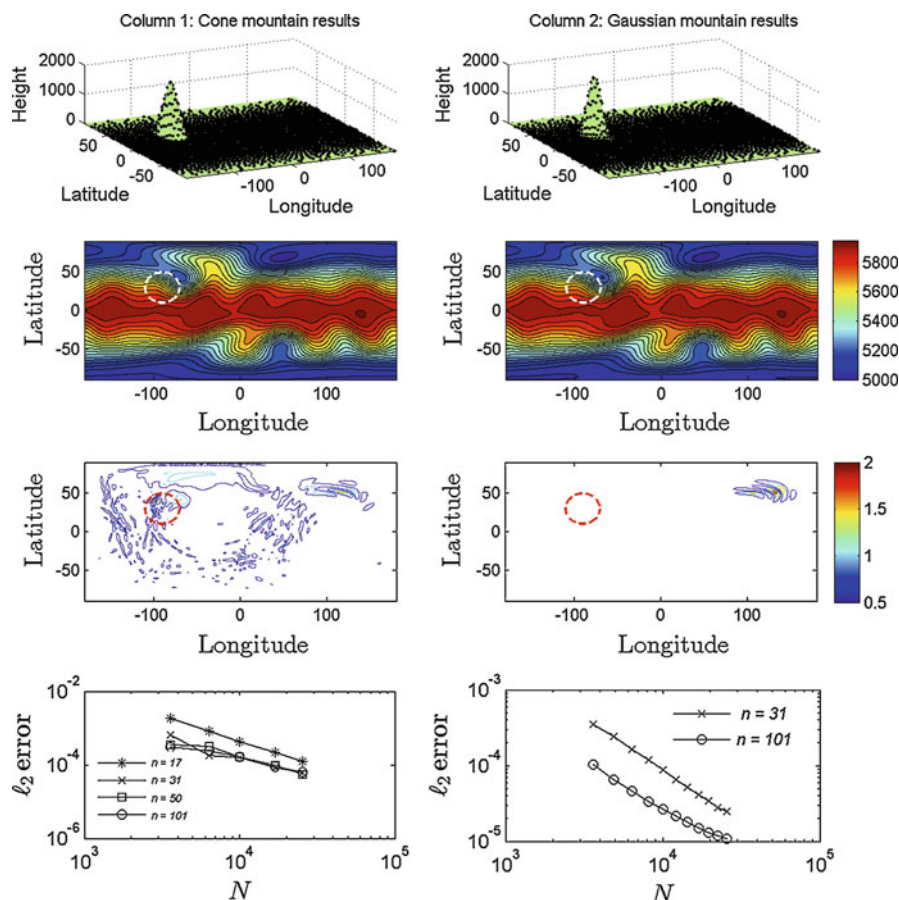 Column 1: Cone mountain results
Column 2: Gaussian mountain results
2000
1000
0
Height
50
0
-50
Latitude
-100
0
100
Longitude
2000
1000
0
Height
50
0
-50
Latitude
-100
0
100
Longitude
50
0
-50
Latitude
-100
0
100
Longitude
50
0
-50
Latitude
-100
0
100
Longitude
5800
5600
5400
5200
5000
50
0
-50
Latitude
-100
0
100
Longitude
50
0
-50
Latitude
-100
0
100
Longitude
2
1.5
1
0.5
10^-2
10^-4
10^-6
ℓ2 error
n = 17
n = 31
n = 50
n = 101
10^3
10^4
10^5
N
10^-3
10^-4
10^-5
ℓ2 error
n = 31
n = 101
10^3
10^4
10^5
N